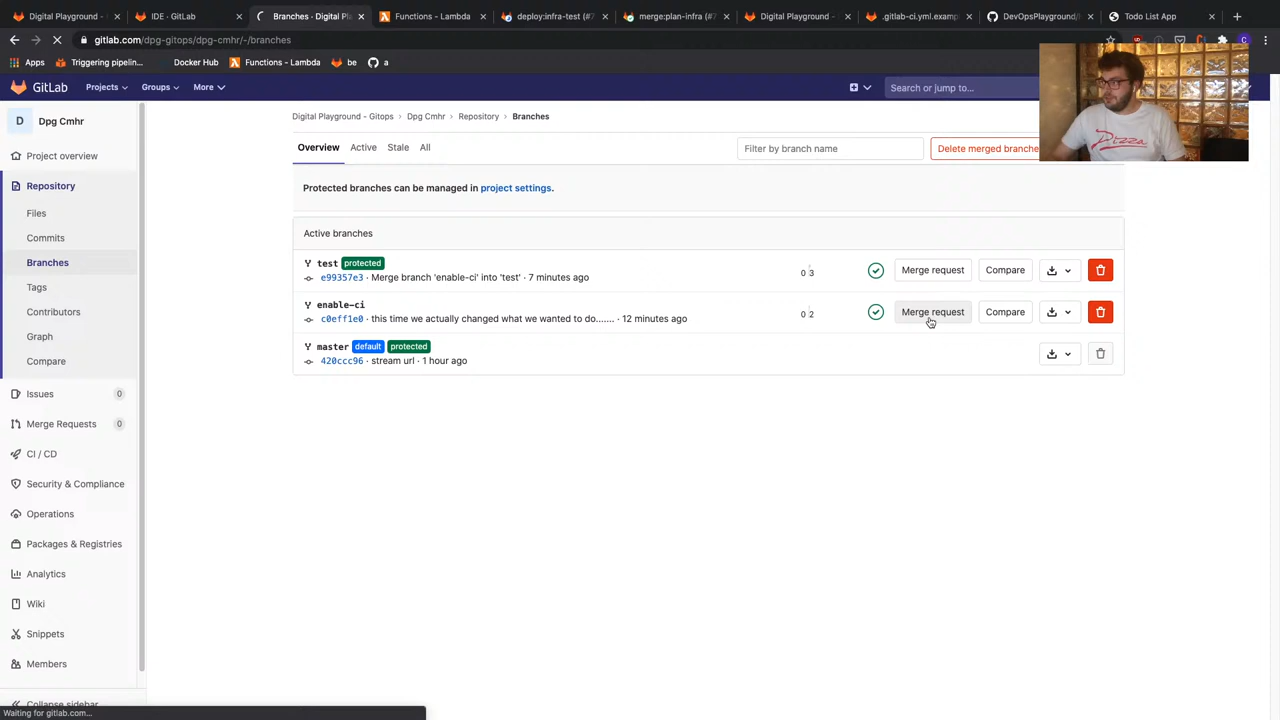 Digital Playground - G
IDE · GitLab
Branches · Digital Pl
Functions - Lambda
deploy:infra-test (#7
merge:plan-infra (#7
Digital Playground - G
.gitlab-ci.yml.examp
DevOpsPlayground/
Todo List App
gitlab.com/dpg-gitops/dpg-cmhr/-/branches
Apps
Triggering pipelin...
Docker Hub
Functions - Lambda
be
a
GitLab
Projects
Groups
More
Search or jump to...
D
Dpg Cmhr
Project overview
Repository
Files
Commits
Branches
Tags
Contributors
Graph
Compare
Issues 0
Merge Requests 0
CI / CD
Security & Compliance
Operations
Packages & Registries
Analytics
Wiki
Snippets
Members
Collapse sidebar
Waiting for gitlab.com...
Digital Playground - Gitops > Dpg Cmhr > Repository > Branches
Overview
Active
Stale
All
Filter by branch name
Delete merged branche
Protected branches can be managed in project settings.
Active branches
test protected
e99357e3 · Merge branch 'enable-ci' into 'test' · 7 minutes ago
0 3
Merge request
Compare
enable-ci
c0eff1e0 · this time we actually changed what we wanted to do....... · 12 minutes ago
0 2
Merge request
Compare
master default protected
420ccc96 · stream url · 1 hour ago
Pizza